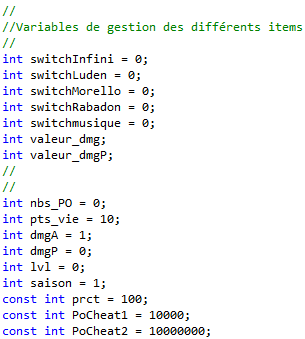 //
//Variables de gestion des différents items
//
int switchInfini = 0;
int switchLuden = 0;
int switchMorello = 0;
int switchRabadon = 0;
int switchmusique = 0;
int valeur_dmg;
int valeur_dmgP;
//
//
int nbs_PO = 0;
int pts_vie = 10;
int dmgA = 1;
int dmgP = 0;
int lvl = 0;
int saison = 1;
const int prct = 100;
const int PoCheat1 = 10000;
const int PoCheat2 = 10000000;